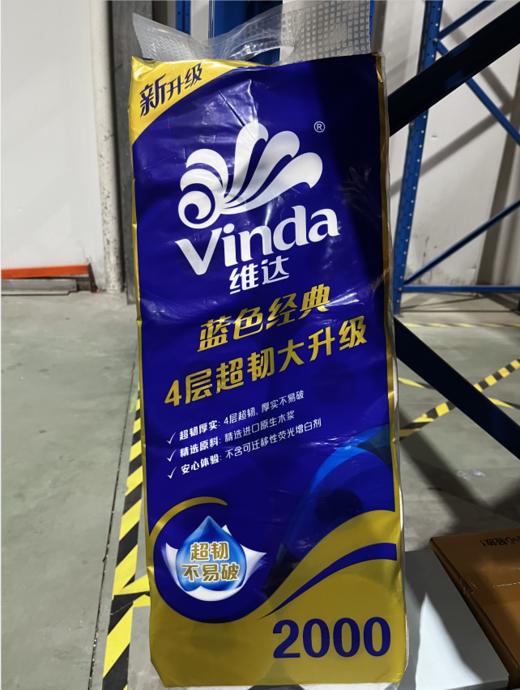 新升级
®
Vinda
维达
蓝色经典
4层超韧大升级
✓ 超韧厚实: 4层超韧, 厚实不易破
✓ 精选原料: 精选进口原生木浆
✓ 安心体验: 不含可迁移性荧光增白剂
超韧
不易破
2000